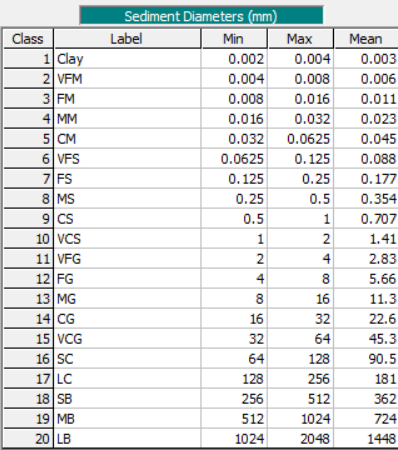 Sediment Diameters (mm)
Class Label Min Max Mean
1 Clay 0.002 0.004 0.003
2 VFM 0.004 0.008 0.006
3 FM 0.008 0.016 0.011
4 MM 0.016 0.032 0.023
5 CM 0.032 0.0625 0.045
6 VFS 0.0625 0.125 0.088
7 FS 0.125 0.25 0.177
8 MS 0.25 0.5 0.354
9 CS 0.5 1 0.707
10 VCS 1 2 1.41
11 VFG 2 4 2.83
12 FG 4 8 5.66
13 MG 8 16 11.3
14 CG 16 32 22.6
15 VCG 32 64 45.3
16 SC 64 128 90.5
17 LC 128 256 181
18 SB 256 512 362
19 MB 512 1024 724
20 LB 1024 2048 1448